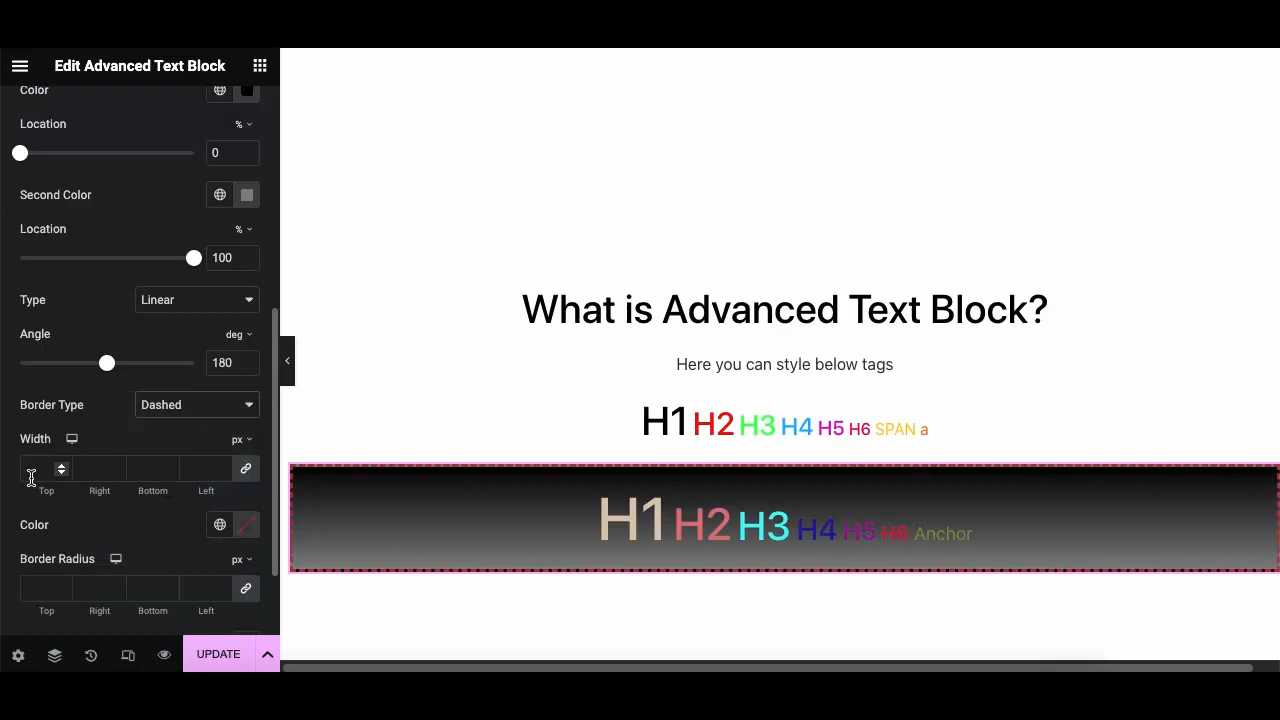 Edit Advanced Text Block
Color
Location %
0
Second Color
Location %
100
Type Linear
Angle deg
180
Border Type Dashed
Width px
Top Right Bottom Left
Color
Border Radius px
Top Right Bottom Left
UPDATE
What is Advanced Text Block?
Here you can style below tags
H1 H2 H3 H4 H5 H6 SPAN a
H1 H2 H3 H4 H5 H6 Anchor